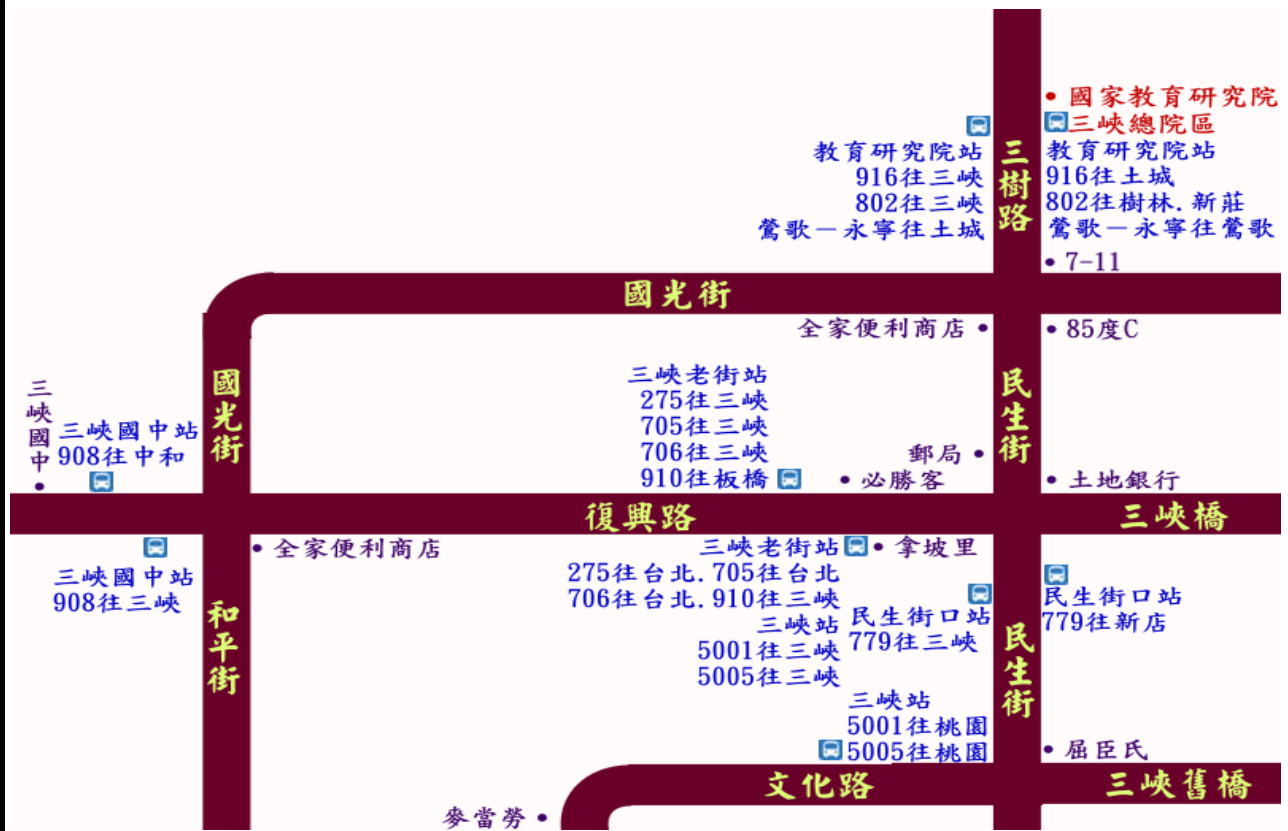 • 國家教育研究院
三峽總院區
教育研究院站
916往三峽
802往三峽
鶯歌－永寧往土城
三樹路
教育研究院站
916往土城
802往樹林.新莊
鶯歌－永寧往鶯歌
• 7-11
國光街
全家便利商店 •
• 85度C
三峽國中
•
三峽國中站
908往中和
國光街
三峽老街站
275往三峽
705往三峽
706往三峽
910往板橋
民生街
郵局 •
• 必勝客
• 土地銀行
復興路
三峽橋
三峽國中站
908往三峽
• 全家便利商店
和平街
三峽老街站
• 拿坡里
275往台北.705往台北
706往台北.910往三峽
三峽站
5001往三峽
5005往三峽
民生街口站
779往三峽
民生街口站
779往新店
民生街
三峽站
5001往桃園
5005往桃園
• 屈臣氏
文化路
三峽舊橋
麥當勞 •